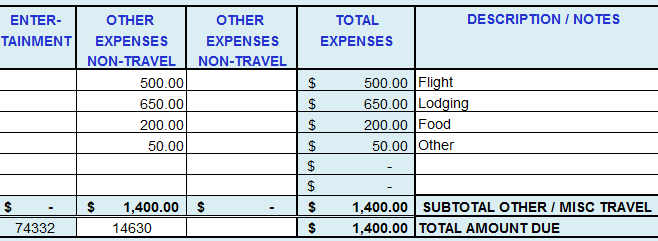 ENTER- OTHER OTHER TOTAL DESCRIPTION / NOTES
TAINMENT EXPENSES EXPENSES EXPENSES
NON-TRAVEL NON-TRAVEL
500.00 $ 500.00 Flight
650.00 $ 650.00 Lodging
200.00 $ 200.00 Food
50.00 $ 50.00 Other
$ -
$ -
$ - $ 1,400.00 $ - $ 1,400.00 SUBTOTAL OTHER / MISC TRAVEL
74332 14630 $ 1,400.00 TOTAL AMOUNT DUE